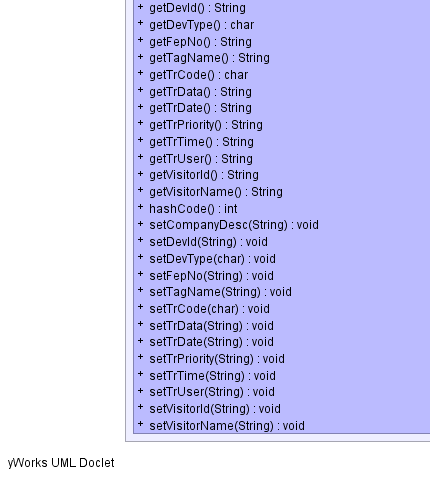 + getDevId() : String
+ getDevType() : char
+ getFepNo() : String
+ getTagName() : String
+ getTrCode() : char
+ getTrData() : String
+ getTrDate() : String
+ getTrPriority() : String
+ getTrTime() : String
+ getTrUser() : String
+ getVisitorId() : String
+ getVisitorName() : String
+ hashCode() : int
+ setCompanyDesc(String) : void
+ setDevId(String) : void
+ setDevType(char) : void
+ setFepNo(String) : void
+ setTagName(String) : void
+ setTrCode(char) : void
+ setTrData(String) : void
+ setTrDate(String) : void
+ setTrPriority(String) : void
+ setTrTime(String) : void
+ setTrUser(String) : void
+ setVisitorId(String) : void
+ setVisitorName(String) : void
yWorks UML Doclet